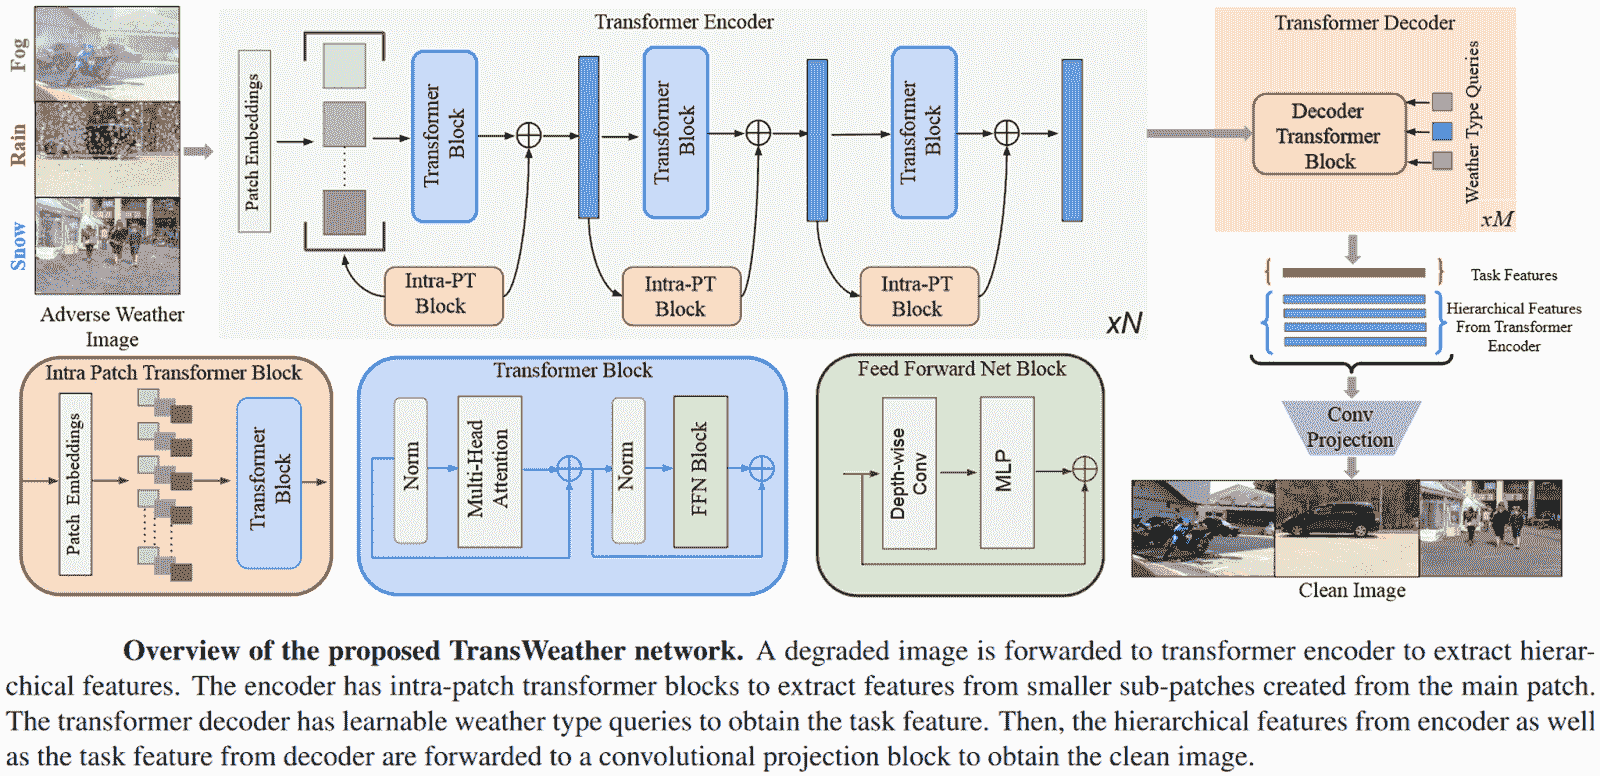 Fog
Rain
Snow
Adverse Weather
Image
Transformer Encoder
Patch Embeddings
Transformer
Block
Transformer
Block
Transformer
Block
Intra-PT
Block
Intra-PT
Block
Intra-PT
Block
xN
Transformer Decoder
Decoder
Transformer
Block
Weather Type Queries
xM
Task Features
Hierarchical Features
From Transformer
Encoder
Conv
Projection
Clean Image
Intra Patch Transformer Block
Patch Embeddings
Transformer
Block
Transformer Block
Norm
Multi-Head
Attention
Norm
FFN Block
Feed Forward Net Block
Depth-wise
Conv
MLP
Overview of the proposed TransWeather network. A degraded image is forwarded to transformer encoder to extract hierar-
chical features. The encoder has intra-patch transformer blocks to extract features from smaller sub-patches created from the main patch.
The transformer decoder has learnable weather type queries to obtain the task feature. Then, the hierarchical features from encoder as well
as the task feature from decoder are forwarded to a convolutional projection block to obtain the clean image.